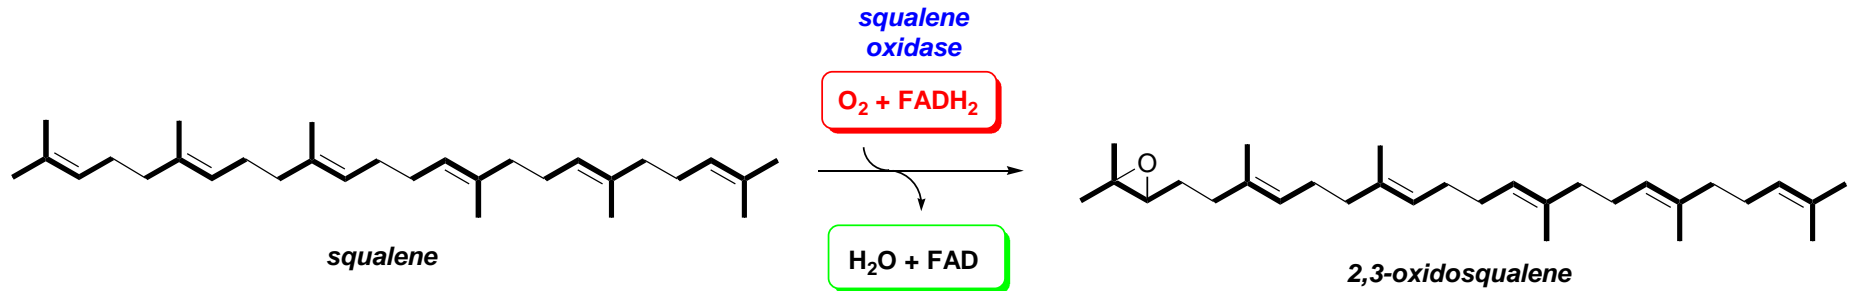 squalene
oxidase
O₂ + FADH₂
O
H₂O + FAD
squalene
2,3-oxidosqualene